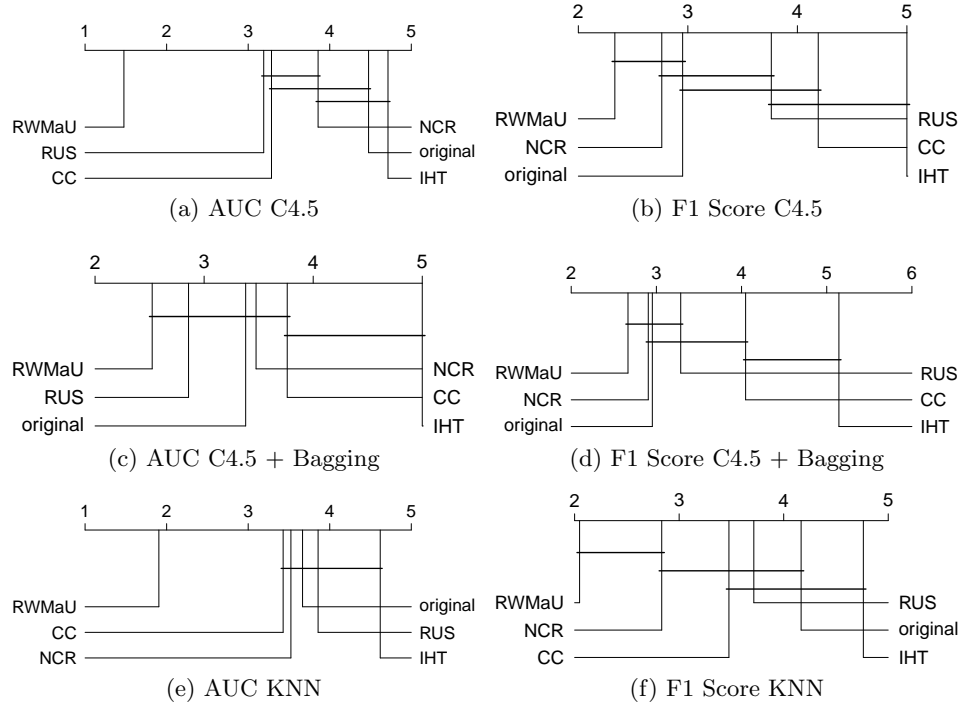 1 2 3 4 5
RWMaU NCR
RUS original
CC IHT
(a) AUC C4.5
2 3 4 5
RWMaU RUS
NCR CC
original IHT
(b) F1 Score C4.5
2 3 4 5
RWMaU NCR
RUS CC
original IHT
(c) AUC C4.5 + Bagging
2 3 4 5 6
RWMaU RUS
NCR CC
original IHT
(d) F1 Score C4.5 + Bagging
1 2 3 4 5
RWMaU original
CC RUS
NCR IHT
(e) AUC KNN
2 3 4 5
RWMaU RUS
NCR original
CC IHT
(f) F1 Score KNN